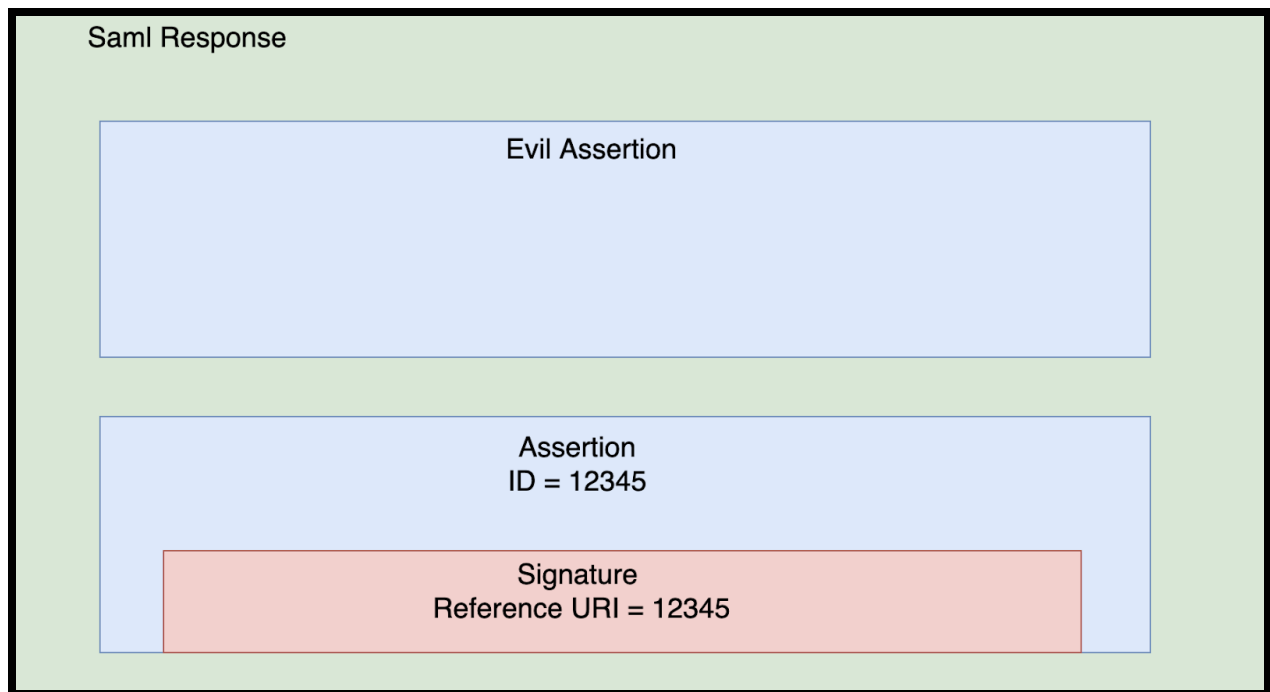 Saml Response
Evil Assertion
Assertion
ID = 12345
Signature
Reference URI = 12345